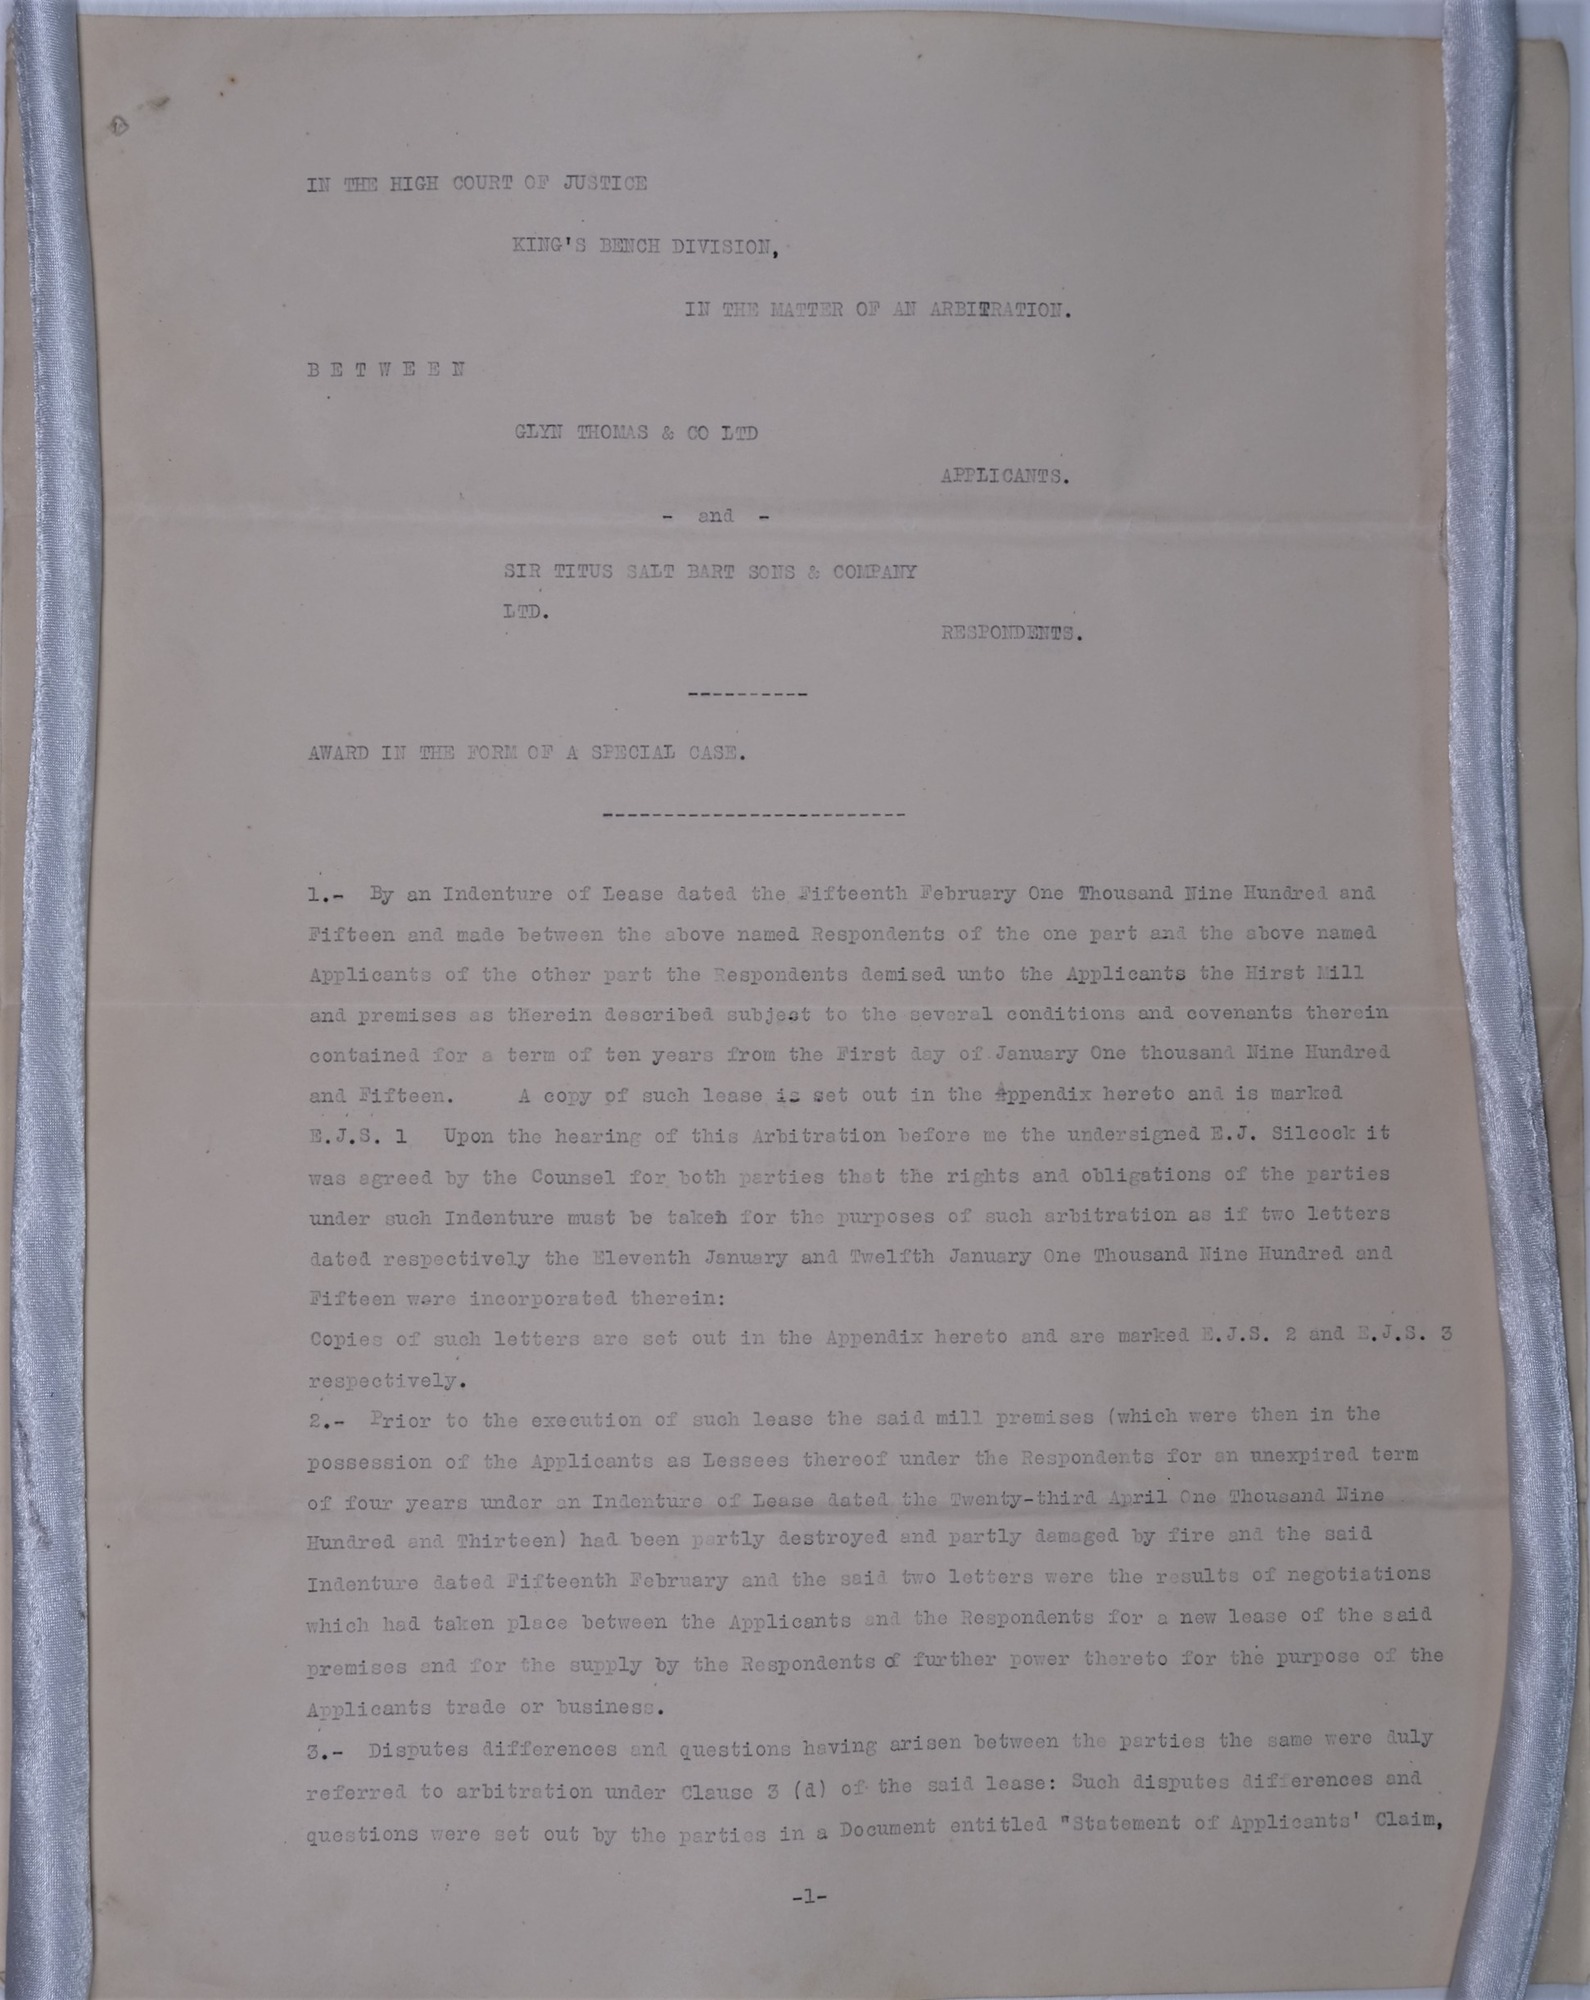 IN THE HIGH COURT OF JUSTICE
KING'S BENCH DIVISION,
IN THE MATTER OF AN ARBITRATION.
B E T W E E N
GLYN THOMAS & CO LTD
APPLICANTS.
- and -
SIR TITUS SALT BART SONS & COMPANY
LTD.
RESPONDENTS.
----------
AWARD IN THE FORM OF A SPECIAL CASE.
-------------------------
1.- By an Indenture of Lease dated the Fifteenth February One Thousand Nine Hundred and
Fifteen and made between the above named Respondents of the one part and the above named
Applicants of the other part the Respondents demised unto the Applicants the Hirst Mill
and premises as therein described subject to the several conditions and covenants therein
contained for a term of ten years from the First day of January One thousand Nine Hundred
and Fifteen. A copy of such lease is set out in the Appendix hereto and is marked
E.J.S. 1 Upon the hearing of this Arbitration before me the undersigned E.J. Silcock it
was agreed by the Counsel for both parties that the rights and obligations of the parties
under such Indenture must be taken for the purposes of such arbitration as if two letters
dated respectively the Eleventh January and Twelfth January One Thousand Nine Hundred and
Fifteen were incorporated therein:
Copies of such letters are set out in the Appendix hereto and are marked E.J.S. 2 and E.J.S. 3
respectively.
2.- Prior to the execution of such lease the said mill premises (which were then in the
possession of the Applicants as Lessees thereof under the Respondents for an unexpired term
of four years under an Indenture of Lease dated the Twenty-third April One Thousand Nine
Hundred and Thirteen) had been partly destroyed and partly damaged by fire and the said
Indenture dated Fifteenth February and the said two letters were the results of negotiations
which had taken place between the Applicants and the Respondents for a new lease of the said
premises and for the supply by the Respondents of further power thereto for the purpose of the
Applicants trade or business.
3.- Disputes differences and questions having arisen between the parties the same were duly
referred to arbitration under Clause 3 (d) of the said lease: Such disputes differences and
questions were set out by the parties in a Document entitled "Statement of Applicants' Claim,
-1-